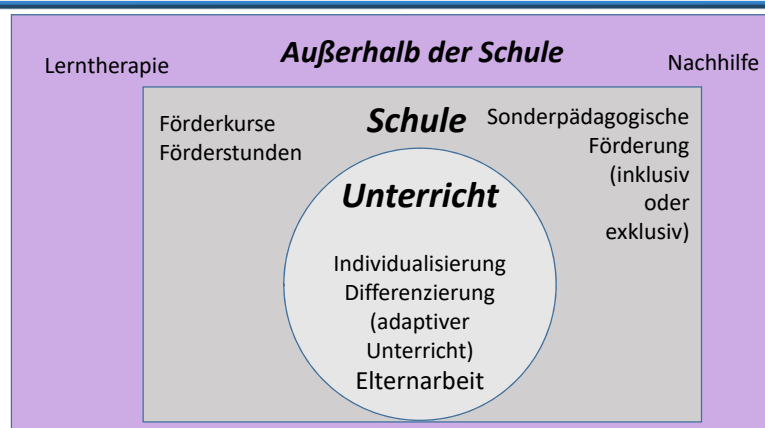 Außerhalb der Schule
Lerntherapie
Nachhilfe
Schule
Förderkurse
Förderstunden
Sonderpädagogische
Förderung
(inklusiv
oder
exklusiv)
Unterricht
Individualisierung
Differenzierung
(adaptiver
Unterricht)
Elternarbeit